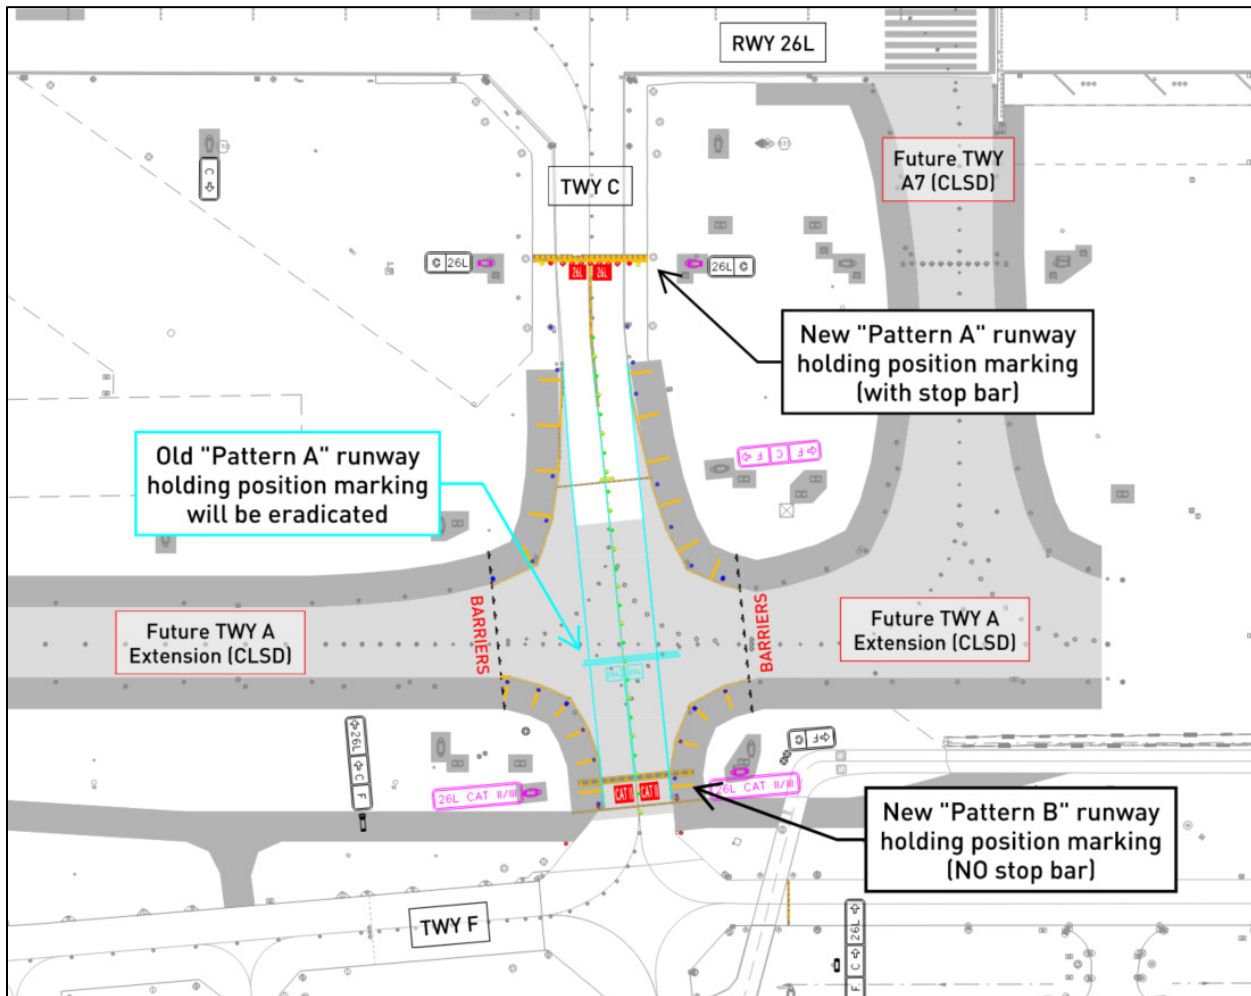 RWY 26L
C
Future TWY
A7 (CLSD)
TWY C
C 26L
26L
26L
26L C
New "Pattern A" runway
holding position marking
(with stop bar)
F C F
Old "Pattern A" runway
holding position marking
will be eradicated
BARRIERS
BARRIERS
Future TWY A
Extension (CLSD)
Future TWY A
Extension (CLSD)
26L
26L
26L
C
F
F
C
26L CAT II/III
CAT II
CAT II
26L CAT II/III
New "Pattern B" runway
holding position marking
(NO stop bar)
TWY F
F C 26L